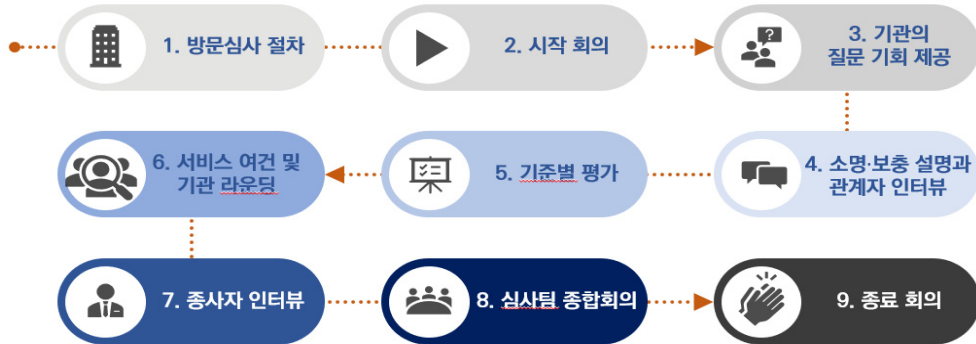 1. 방문심사 절차
2. 시작 회의
3. 기관의
질문 기회 제공
4. 소명·보충 설명과
관계자 인터뷰
5. 기준별 평가
6. 서비스 여건 및
기관 라운딩
7. 종사자 인터뷰
8. 심사팀 종합회의
9. 종료 회의